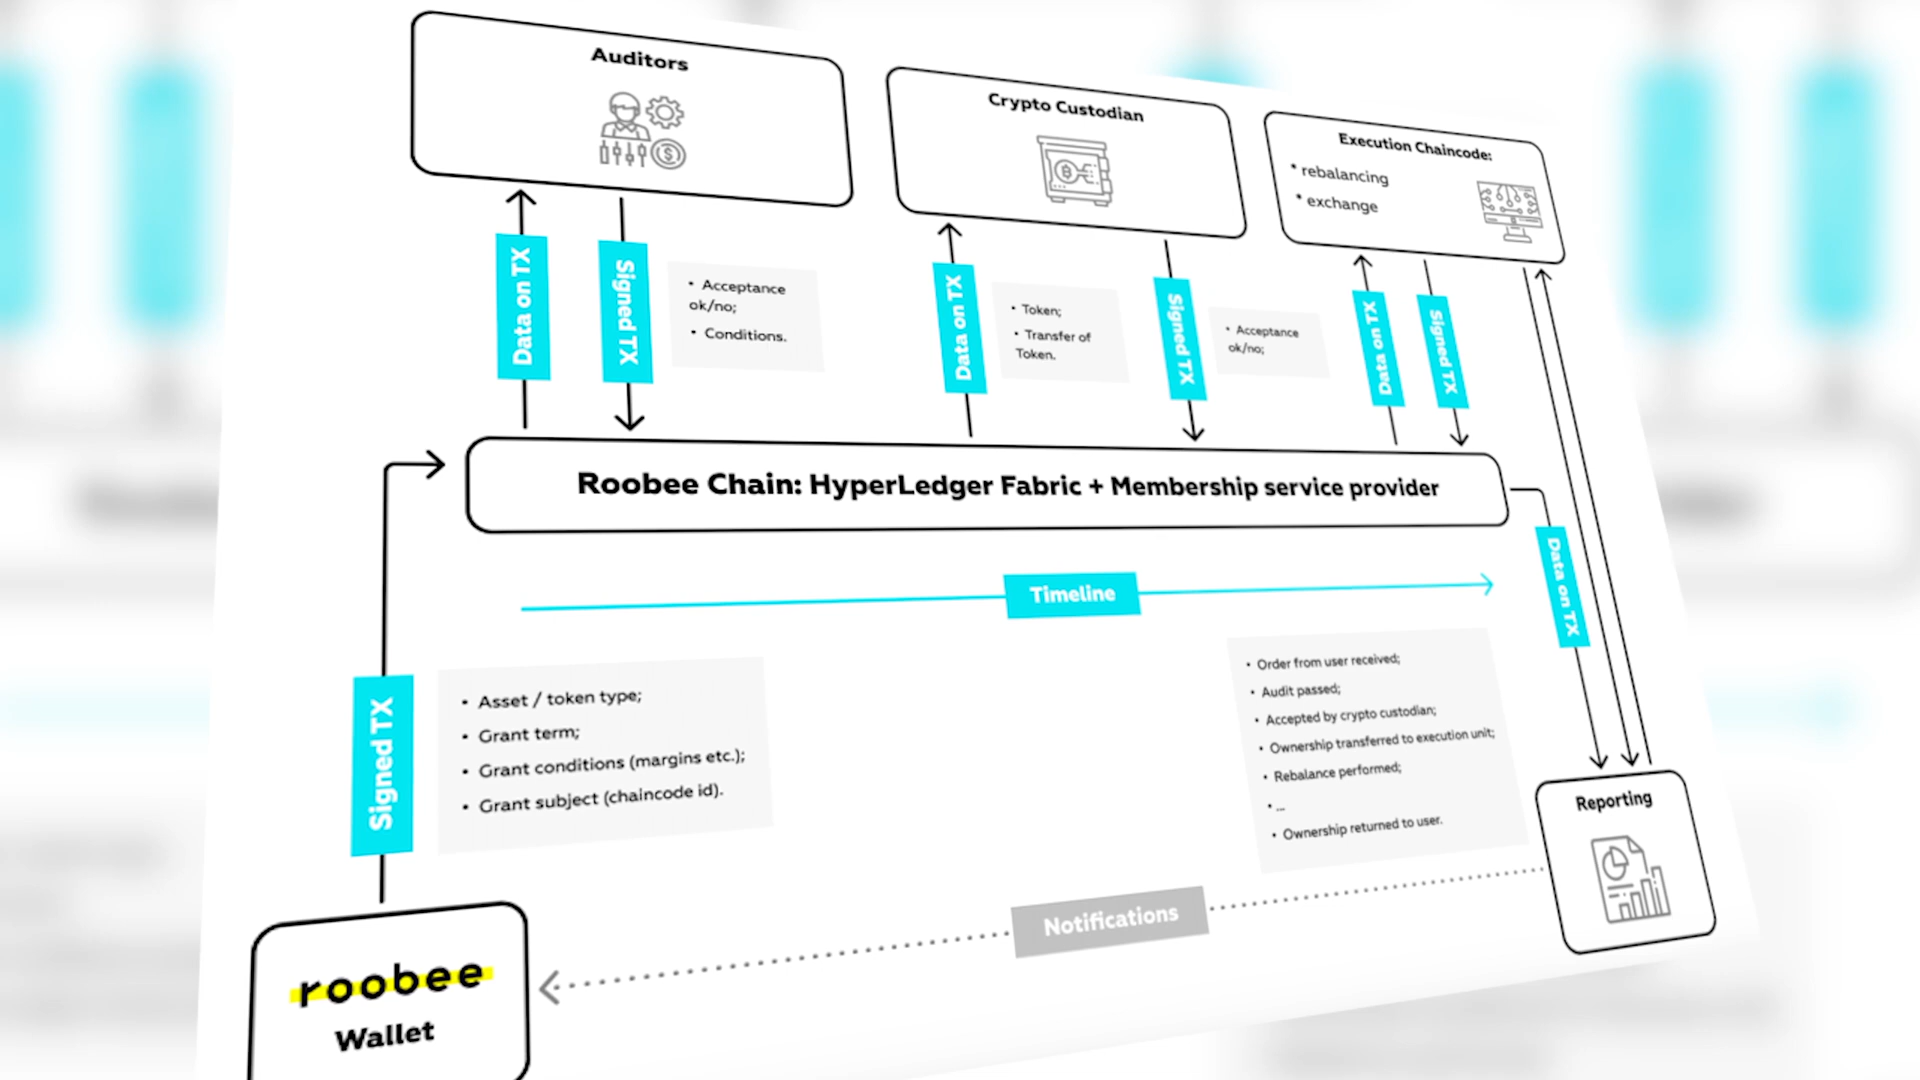 Auditors
Crypto Custodian
Execution Chaincode:
* rebalancing
* exchange
Data on TX
Signed TX
• Acceptance
ok/no;
• Conditions.
Data on TX
• Token;
• Transfer of
Token.
Signed TX
• Acceptance
ok/no;
Data on TX
Signed TX
Roobee Chain: HyperLedger Fabric + Membership service provider
Data on TX
Timeline
Signed TX
• Asset / token type;
• Grant term;
• Grant conditions (margins etc.);
• Grant subject (chaincode id).
• Order from user received;
• Audit passed;
• Accepted by crypto custodian;
• Ownership transferred to execution unit;
• Rebalance performed;
• ...
• Ownership returned to user.
Reporting
Notifications
roobee
Wallet